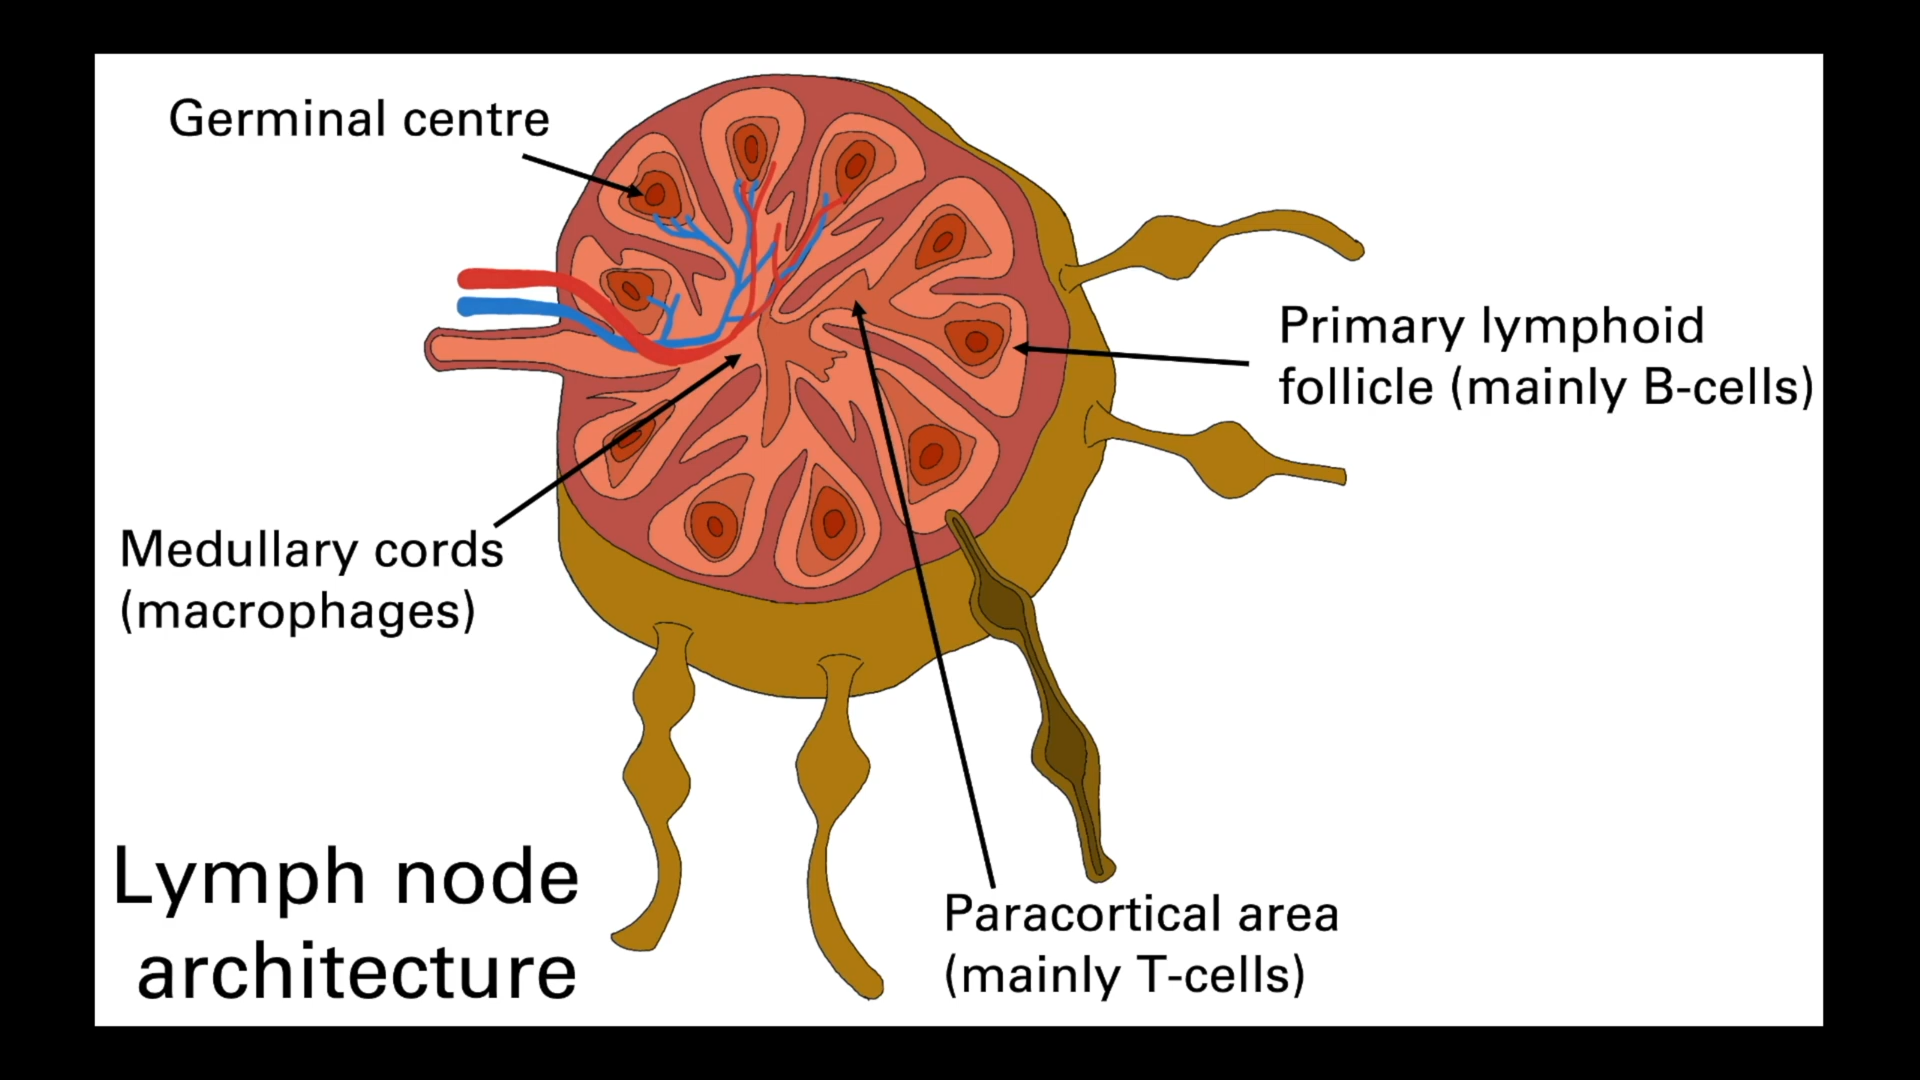 Germinal centre
Primary lymphoid
follicle (mainly B-cells)
Medullary cords
(macrophages)
Lymph node
architecture
Paracortical area
(mainly T-cells)